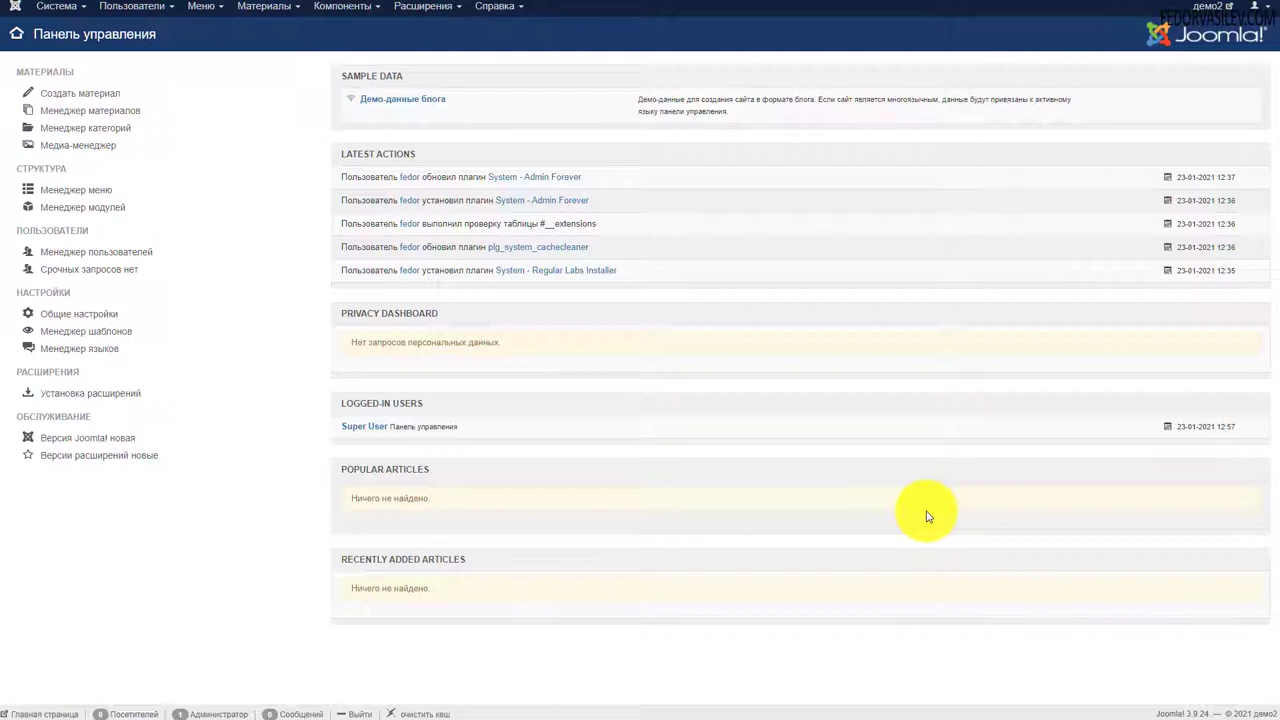 Система Пользователи Меню Материалы Компоненты Расширения Справка демо2
FEDORVASILEV.COM
Панель управления
Joomla!
МАТЕРИАЛЫ
Создать материал
Менеджер материалов
Менеджер категорий
Медиа-менеджер
СТРУКТУРА
Менеджер меню
Менеджер модулей
ПОЛЬЗОВАТЕЛИ
Менеджер пользователей
Срочных запросов нет
НАСТРОЙКИ
Общие настройки
Менеджер шаблонов
Менеджер языков
РАСШИРЕНИЯ
Установка расширений
ОБСЛУЖИВАНИЕ
Версия Joomla! новая
Версии расширений новые
SAMPLE DATA
Демо-данные блога
Демо-данные для создания сайта в формате блога. Если сайт является многоязычным, данные будут привязаны к активному
языку панели управления.
LATEST ACTIONS
Пользователь fedor обновил плагин System - Admin Forever 23-01-2021 12:37
Пользователь fedor установил плагин System - Admin Forever 23-01-2021 12:36
Пользователь fedor выполнил проверку таблицы #__extensions 23-01-2021 12:36
Пользователь fedor обновил плагин plg_system_cachecleaner 23-01-2021 12:36
Пользователь fedor установил плагин System - Regular Labs Installer 23-01-2021 12:35
PRIVACY DASHBOARD
Нет запросов персональных данных.
LOGGED-IN USERS
Super User Панель управления 23-01-2021 12:57
POPULAR ARTICLES
Ничего не найдено.
RECENTLY ADDED ARTICLES
Ничего не найдено.
Главная страница 0 Посетителей 1 Администратор 0 Сообщений Выйти очистить кеш Joomla! 3.9.24 — © 2021 демо2